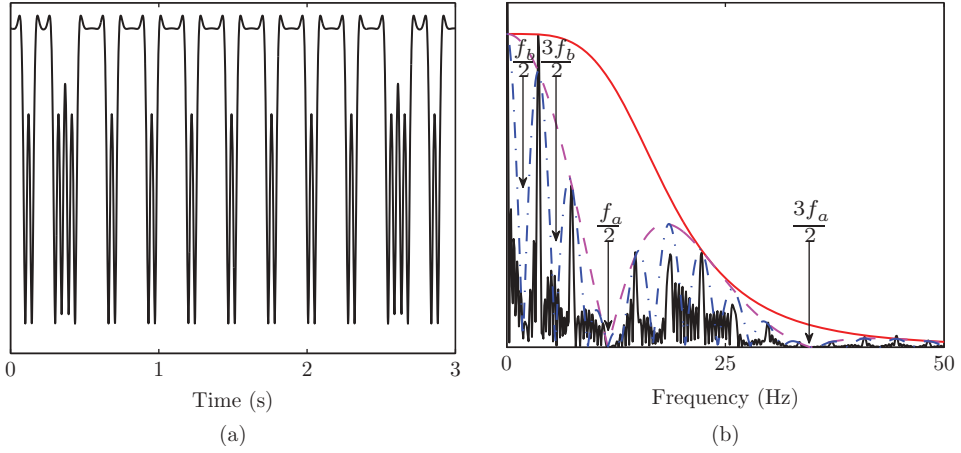 f_b/2 3f_b/2
f_a/2 3f_a/2
0 1 2 3
0 25 50
Time (s) Frequency (Hz)
(a) (b)